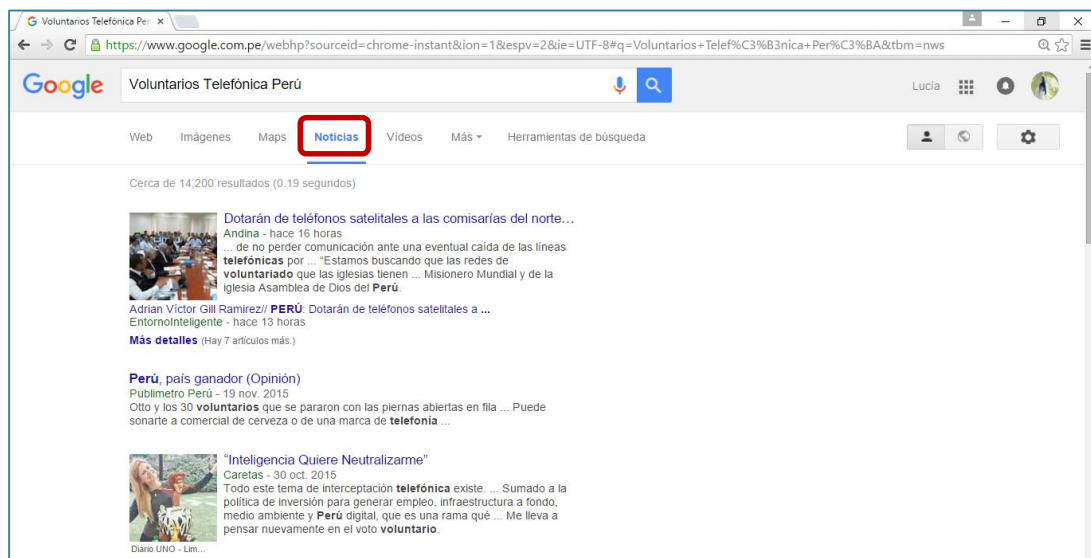 Voluntarios Telefónica Per
https://www.google.com.pe/webhp?sourceid=chrome-instant&ion=1&espv=2&ie=UTF-8#q=Voluntarios+Telef%C3%B3nica+Per%C3%BA&tbm=nws
Google Voluntarios Telefónica Perú Lucía
Web Imágenes Maps Noticias Vídeos Más Herramientas de búsqueda
Cerca de 14,200 resultados (0.19 segundos)
Dotarán de teléfonos satelitales a las comisarías del norte...
Andina - hace 16 horas
... de no perder comunicación ante una eventual caída de las líneas
telefónicas por ... "Estamos buscando que las redes de
voluntariado que las iglesias tienen ... Misionero Mundial y de la
iglesia Asamblea de Dios del Perú.
Adrian Víctor Gill Ramirez// PERÚ: Dotarán de teléfonos satelitales a ...
EntornoInteligente - hace 13 horas
Más detalles (Hay 7 artículos más.)
Perú, país ganador (Opinión)
Publimetro Perú - 19 nov. 2015
Otto y los 30 voluntarios que se pararon con las piernas abiertas en fila ... Puede
sonarte a comercial de cerveza o de una marca de telefonía ...
"Inteligencia Quiere Neutralizarme"
Caretas - 30 oct. 2015
Todo este tema de interceptación telefónica existe. ... Sumado a la
política de inversión para generar empleo, infraestructura a fondo,
medio ambiente y Perú digital, que es una rama qué ... Me lleva a
pensar nuevamente en el voto voluntario.
Diario UNO - Lim...